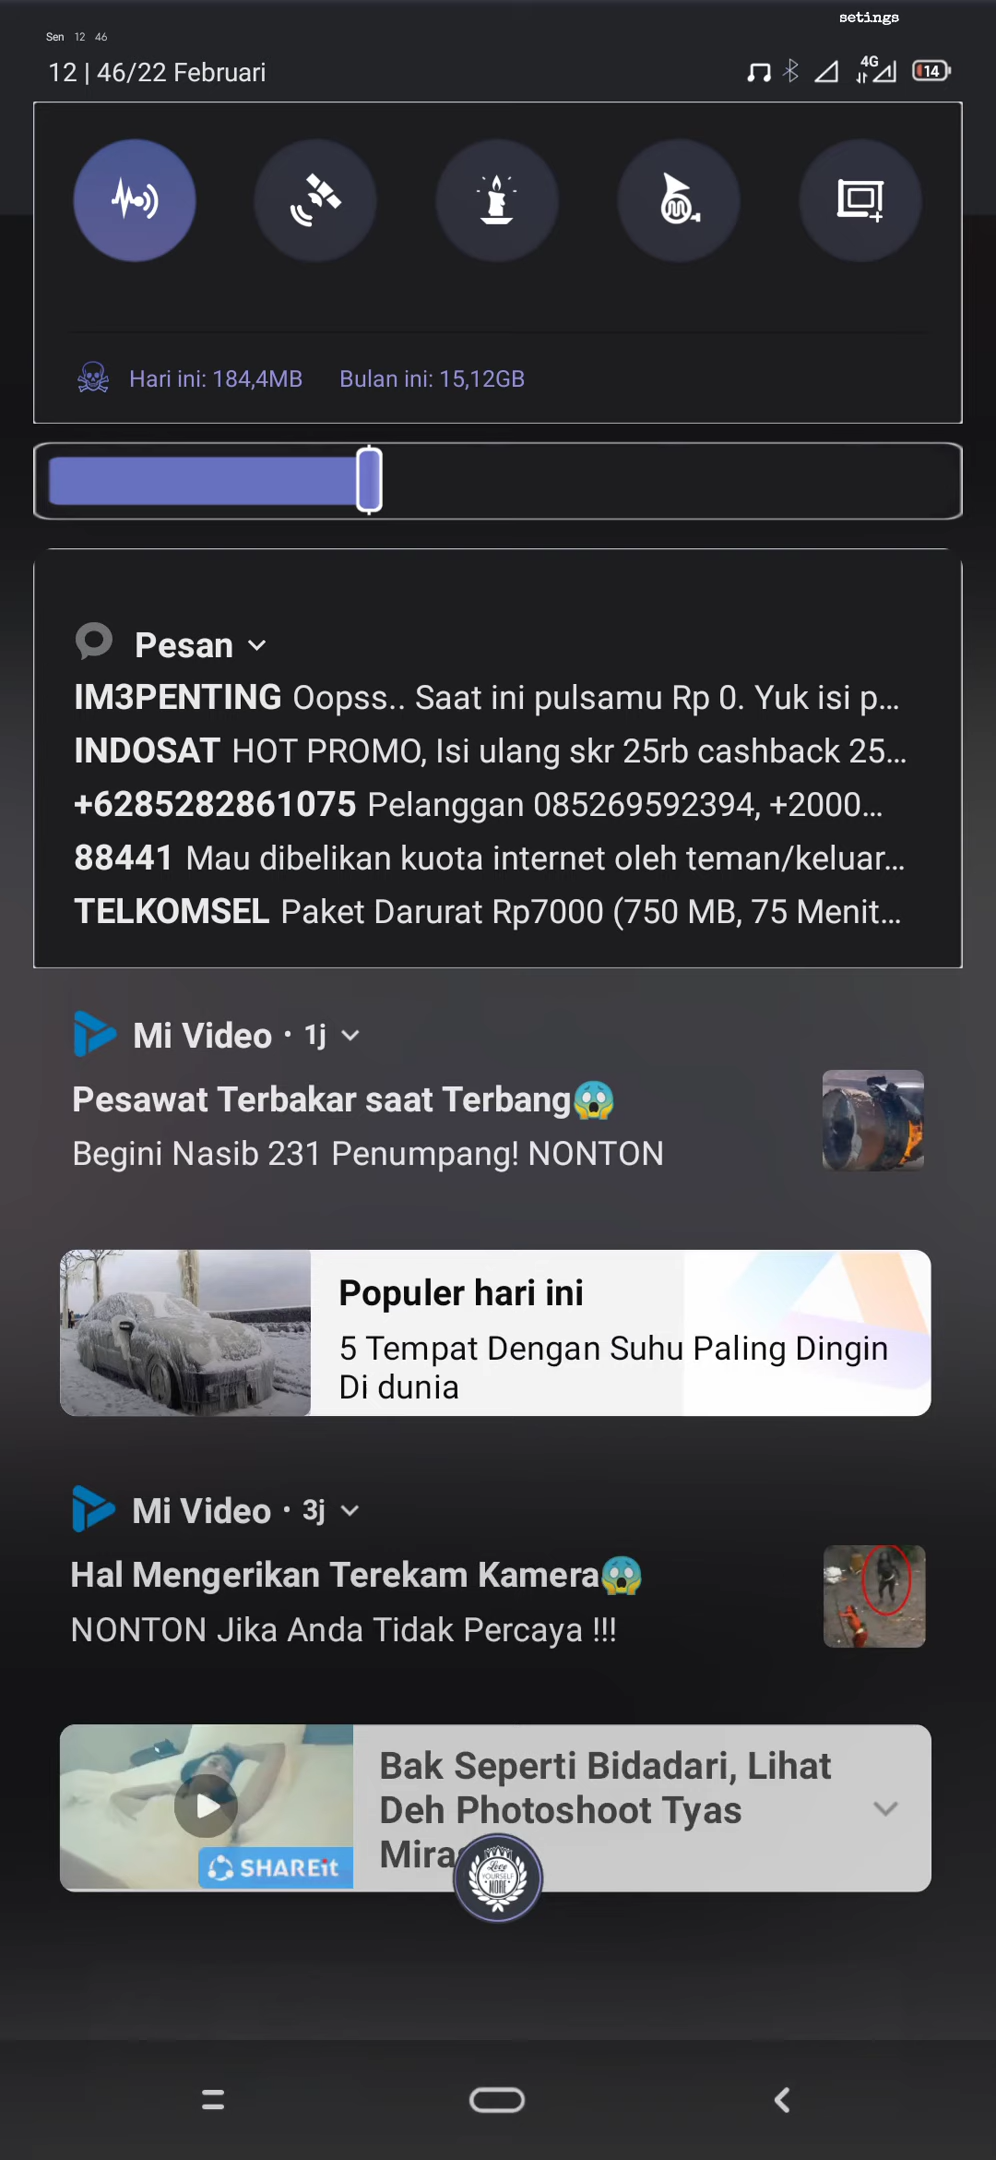 setings
Sen 12 46
12 | 46/22 Februari
4G
14
Hari ini: 184,4MB Bulan ini: 15,12GB
Pesan
IM3PENTING Oopss.. Saat ini pulsamu Rp 0. Yuk isi p...
INDOSAT HOT PROMO, Isi ulang skr 25rb cashback 25...
+6285282861075 Pelanggan 085269592394, +2000...
88441 Mau dibelikan kuota internet oleh teman/keluar...
TELKOMSEL Paket Darurat Rp7000 (750 MB, 75 Menit...
Mi Video · 1j
Pesawat Terbakar saat Terbang😱
Begini Nasib 231 Penumpang! NONTON
Populer hari ini
5 Tempat Dengan Suhu Paling Dingin
Di dunia
Mi Video · 3j
Hal Mengerikan Terekam Kamera😱
NONTON Jika Anda Tidak Percaya !!!
Bak Seperti Bidadari, Lihat
Deh Photoshoot Tyas
SHAREit
Love
YOURSELF
MORE